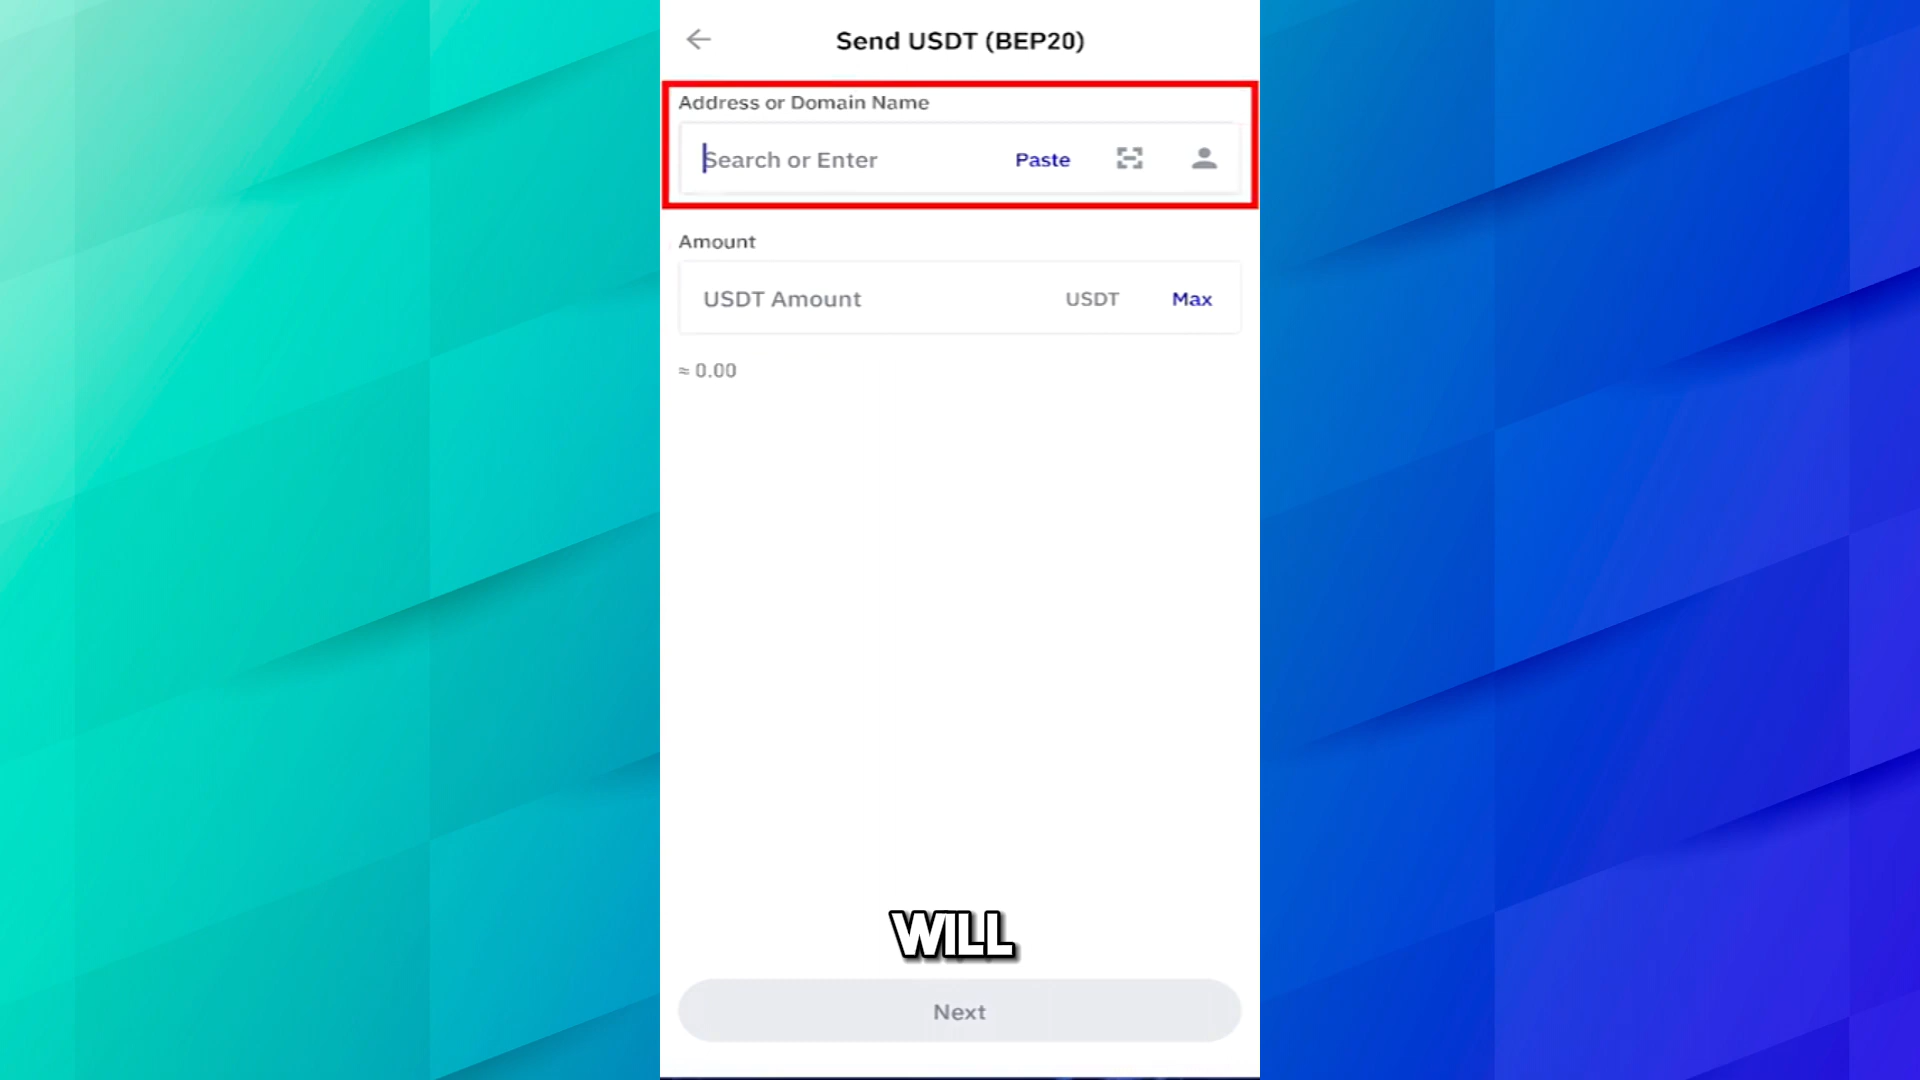 Send USDT (BEP20)
Address or Domain Name
Search or Enter Paste
Amount
USDT Amount USDT Max
≈ 0.00
WILL
Next